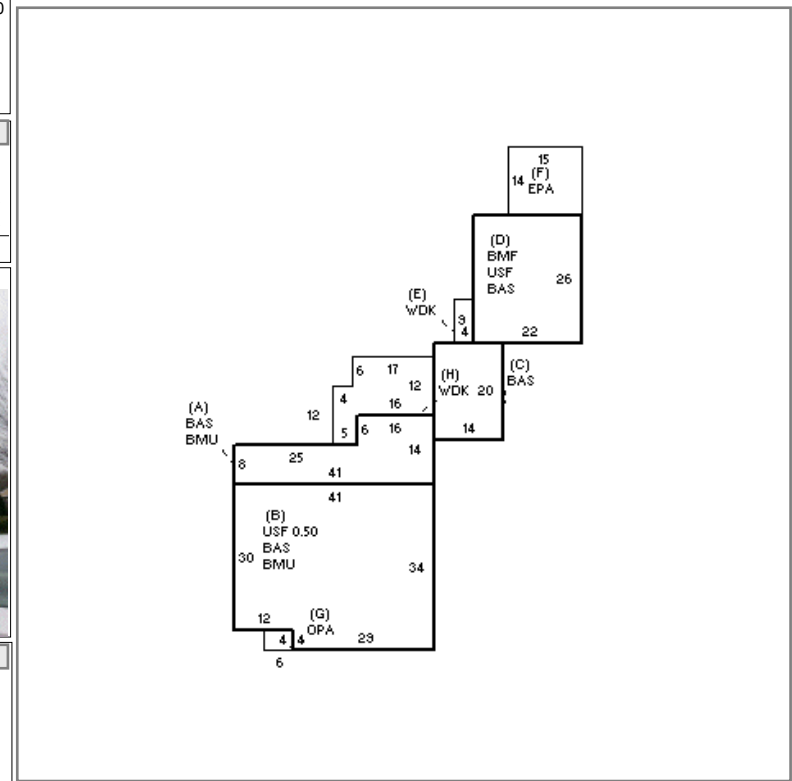 15
14 (F)
EPA
(D)
BMF
USF
BAS
26
22
(E)
WDK
9
4
6 17
12
4
12
16
5
(H)
WDK 20
14
(C)
BAS
(A)
BAS
BMU
6 16
14
8
25
41
41
(B)
USF 0.50
BAS
BMU
30
34
12
(G)
OPA
4 4
29
6